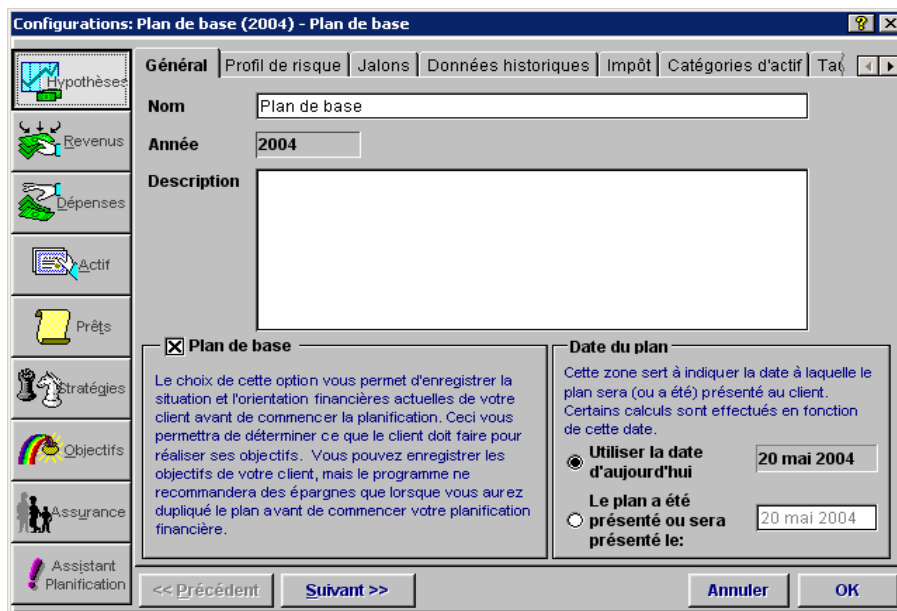 Configurations: Plan de base (2004) - Plan de base
Hypothèses
Revenus
Dépenses
Actif
Prêts
Stratégies
Objectifs
Assurance
Assistant
Planification
Général
Profil de risque
Jalons
Données historiques
Impôt
Catégories d'actif
Nom
Plan de base
Année
2004
Description
Plan de base
Le choix de cette option vous permet d'enregistrer la
situation et l'orientation financières actuelles de votre
client avant de commencer la planification. Ceci vous
permettra de déterminer ce que le client doit faire pour
réaliser ses objectifs. Vous pouvez enregistrer les
objectifs de votre client, mais le programme ne
recommandera des épargnes que lorsque vous aurez
dupliqué le plan avant de commencer votre planification
financière.
Date du plan
Cette zone sert à indiquer la date à laquelle le
plan sera (ou a été) présenté au client.
Certains calculs sont effectués en fonction
de cette date.
Utiliser la date
d'aujourd'hui
20 mai 2004
Le plan a été
présenté ou sera
présenté le:
20 mai 2004
<< Précédent
Suivant >>
Annuler
OK